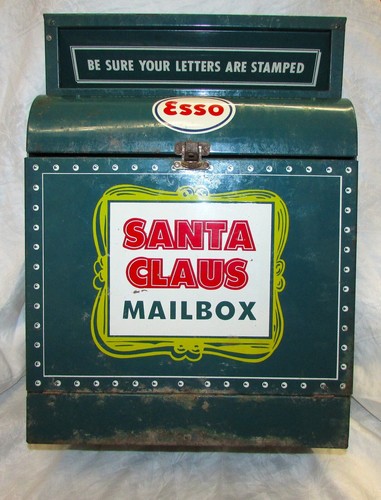 BE SURE YOUR LETTERS ARE STAMPED
Esso
SANTA
CLAUS
MAILBOX